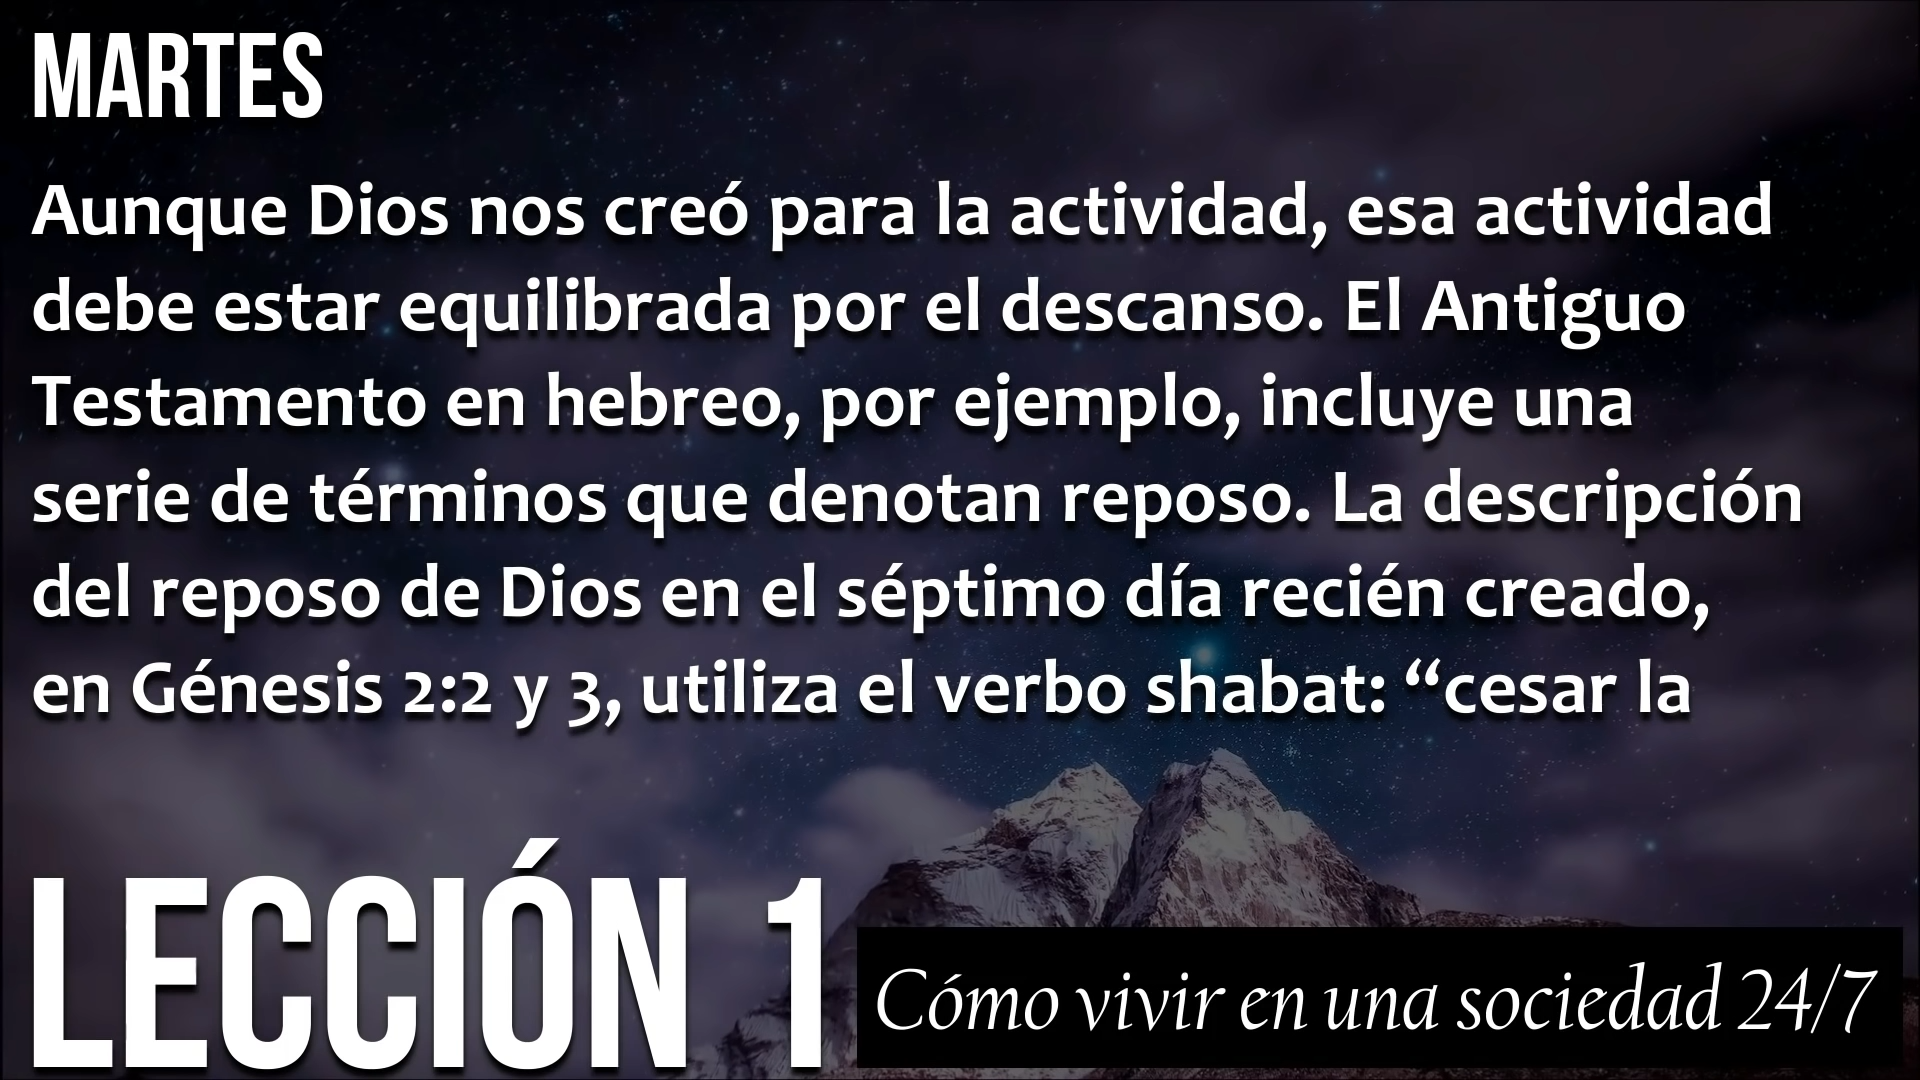 MARTES
Aunque Dios nos creó para la actividad, esa actividad
debe estar equilibrada por el descanso. El Antiguo
Testamento en hebreo, por ejemplo, incluye una
serie de términos que denotan reposo. La descripción
del reposo de Dios en el séptimo día recién creado,
en Génesis 2:2 y 3, utiliza el verbo shabat: “cesar la
LECCIÓN 1
Cómo vivir en una sociedad 24/7